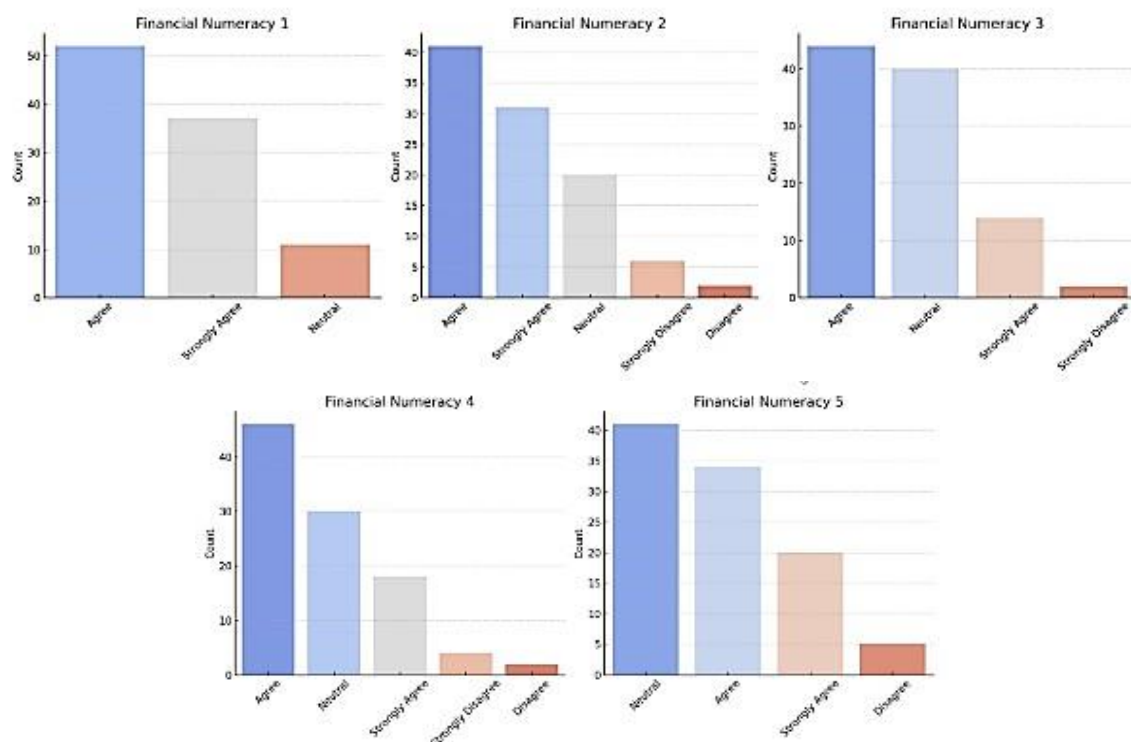 Financial Numeracy 1
Count
50
40
30
20
10
0
Agree
Strongly Agree
Neutral
Financial Numeracy 2
Count
40
35
30
25
20
15
10
5
0
Agree
Strongly Agree
Neutral
Strongly Disagree
Disagree
Financial Numeracy 3
Count
40
30
20
10
0
Agree
Neutral
Strongly Agree
Strongly Disagree
Financial Numeracy 4
Count
40
30
20
10
0
Agree
Neutral
Strongly Agree
Strongly Disagree
Disagree
Financial Numeracy 5
Count
40
35
30
25
20
15
10
5
0
Neutral
Agree
Strongly Agree
Disagree